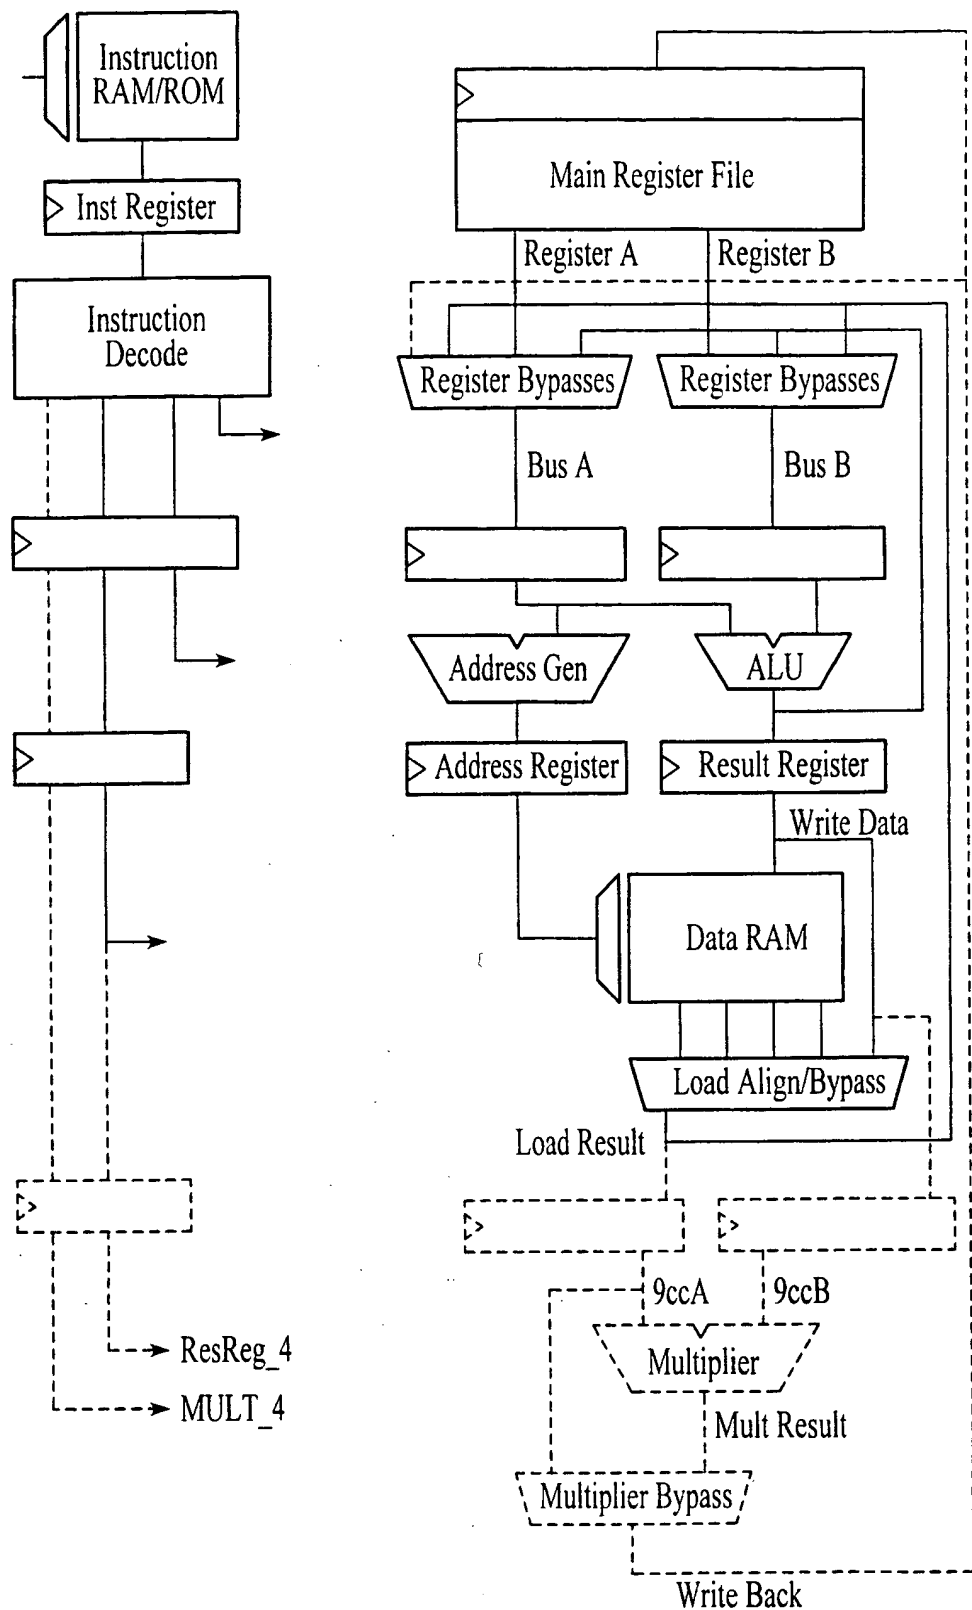 Instruction
RAM/ROM
Inst Register
Instruction
Decode
ResReg_4
MULT_4
Main Register File
Register A
Register B
Register Bypasses
Register Bypasses
Bus A
Bus B
Address Gen
ALU
Address Register
Result Register
Write Data
Data RAM
Load Align/Bypass
Load Result
9ccA
9ccB
Multiplier
Mult Result
Multiplier Bypass
Write Back